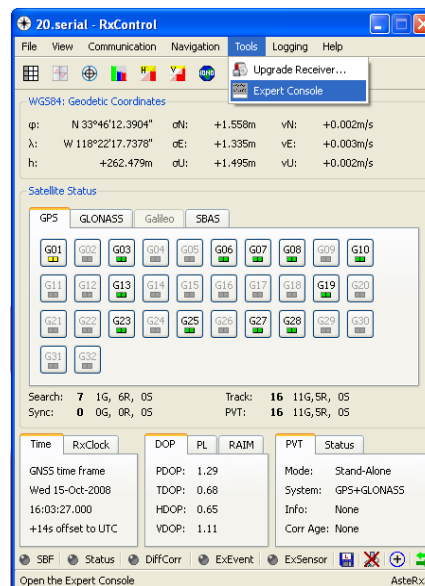 20.serial - RxControl
File View Communication Navigation Tools Logging Help
Upgrade Receiver...
Expert Console
WGS84: Geodetic Coordinates
φ: N 33°46'12.3904" σN: +1.558m vN: +0.002m/s
λ: W 118°22'17.7378" σE: +1.335m vE: +0.003m/s
h: +262.479m σU: +1.495m vU: +0.002m/s
Satellite Status
GPS GLONASS Galileo SBAS
G01 G02 G03 G04 G05 G06 G07 G08 G09 G10
G11 G12 G13 G14 G15 G16 G17 G18 G19 G20
G21 G22 G23 G24 G25 G26 G27 G28 G29 G30
G31 G32
Search: 7 1G, 6R, 0S Track: 16 11G,5R, 0S
Sync: 0 0G, 0R, 0S PVT: 16 11G,5R, 0S
Time RxClock DOP PL RAIM PVT Status
GNSS time frame PDOP: 1.29 Mode: Stand-Alone
Wed 15-Oct-2008 TDOP: 0.68 System: GPS+GLONASS
16:03:27.000 HDOP: 0.65 Info: None
+14s offset to UTC VDOP: 1.11 Corr Age: None
SBF Status DiffCorr ExEvent ExSensor
Open the Expert Console AsteRx